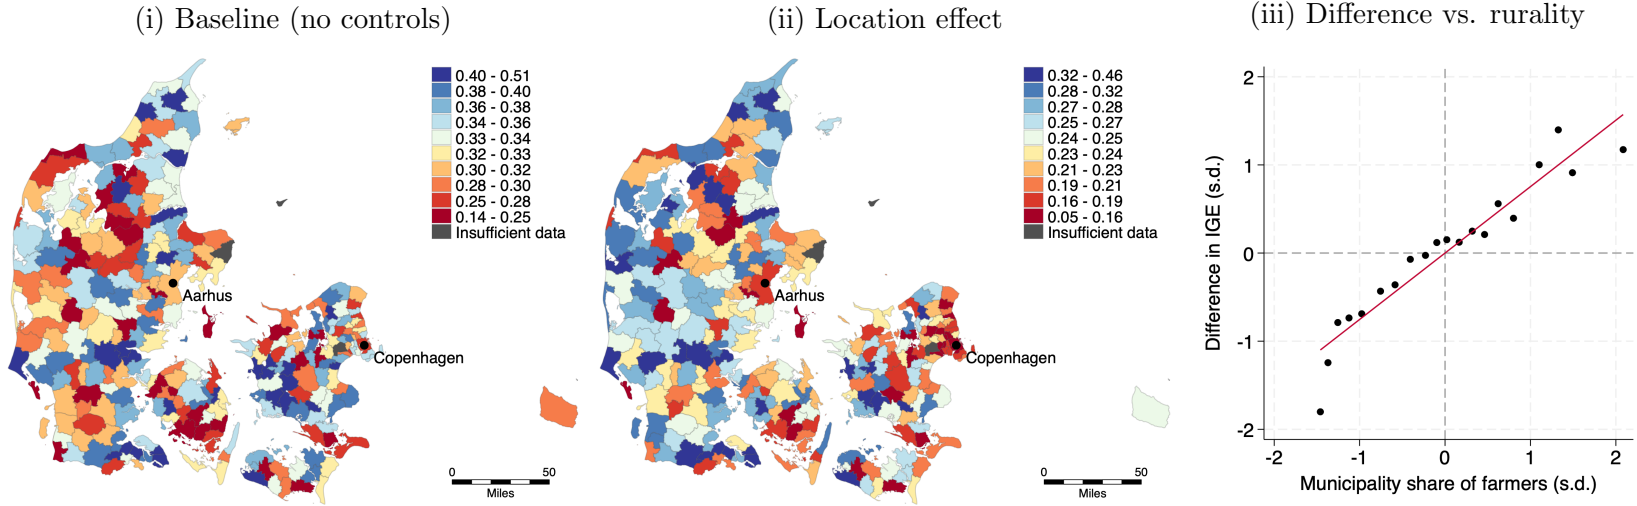 (i) Baseline (no controls)
0.40 - 0.51
0.38 - 0.40
0.36 - 0.38
0.34 - 0.36
0.33 - 0.34
0.32 - 0.33
0.30 - 0.32
0.28 - 0.30
0.25 - 0.28
0.14 - 0.25
Insufficient data
Aarhus
Copenhagen
0 50
Miles
(ii) Location effect
0.32 - 0.46
0.28 - 0.32
0.27 - 0.28
0.25 - 0.27
0.24 - 0.25
0.23 - 0.24
0.21 - 0.23
0.19 - 0.21
0.16 - 0.19
0.05 - 0.16
Insufficient data
Aarhus
Copenhagen
0 50
Miles
(iii) Difference vs. rurality
Difference in IGE (s.d.)
2
1
0
-1
-2
-2 -1 0 1 2
Municipality share of farmers (s.d.)